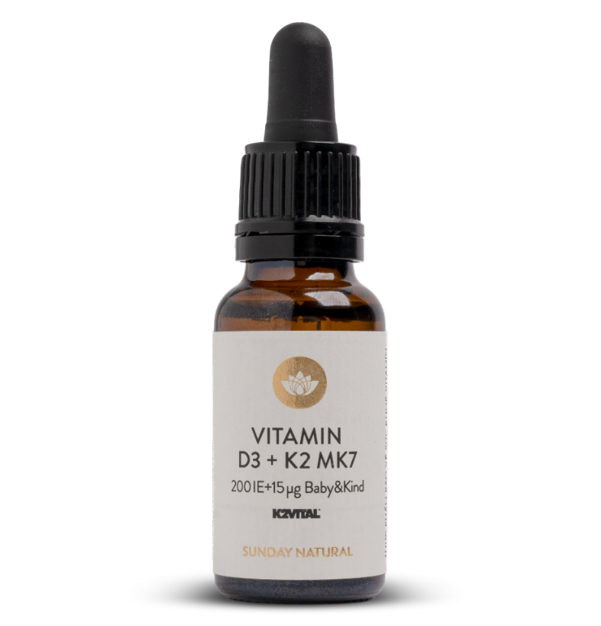 VITAMIN
D3 + K2 MK7
200 IE+15 µg Baby&Kind
K2VITAL®
SUNDAY NATURAL